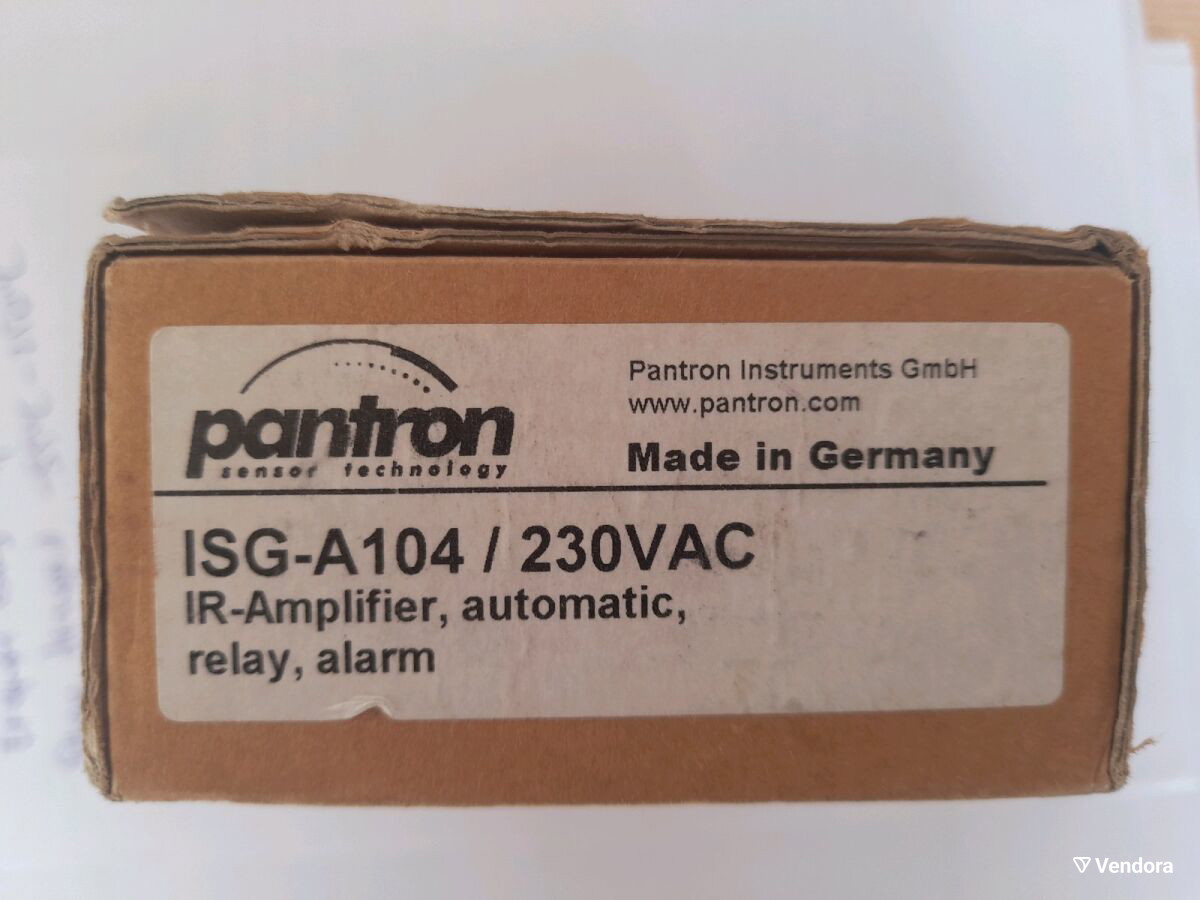 pantron
sensor technology
Pantron Instruments GmbH
www.pantron.com
Made in Germany
ISG-A104 / 230VAC
IR-Amplifier, automatic,
relay, alarm
Vendora